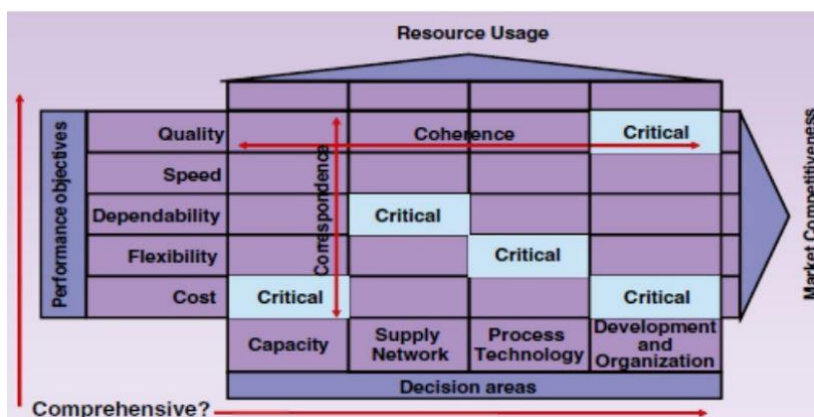 Resource Usage
Performance objectives
Quality
Coherence
Critical
Correspondence
Speed
Dependability
Critical
Flexibility
Critical
Cost
Critical
Critical
Market Competitiveness
Capacity
Supply
Network
Process
Technology
Development
and
Organization
Decision areas
Comprehensive?